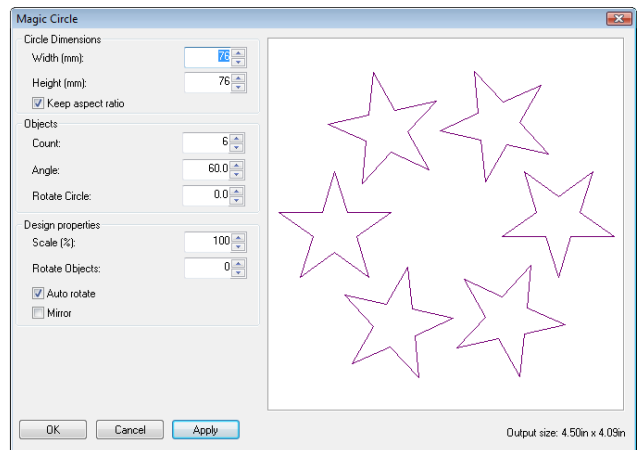 Magic Circle
Circle Dimensions
Width (mm): 76
Height (mm): 76
Keep aspect ratio
Objects
Count: 6
Angle: 60.0
Rotate Circle: 0.0
Design properties
Scale (%): 100
Rotate Objects: 0
Auto rotate
Mirror
OK Cancel Apply
Output size: 4.50in x 4.09in